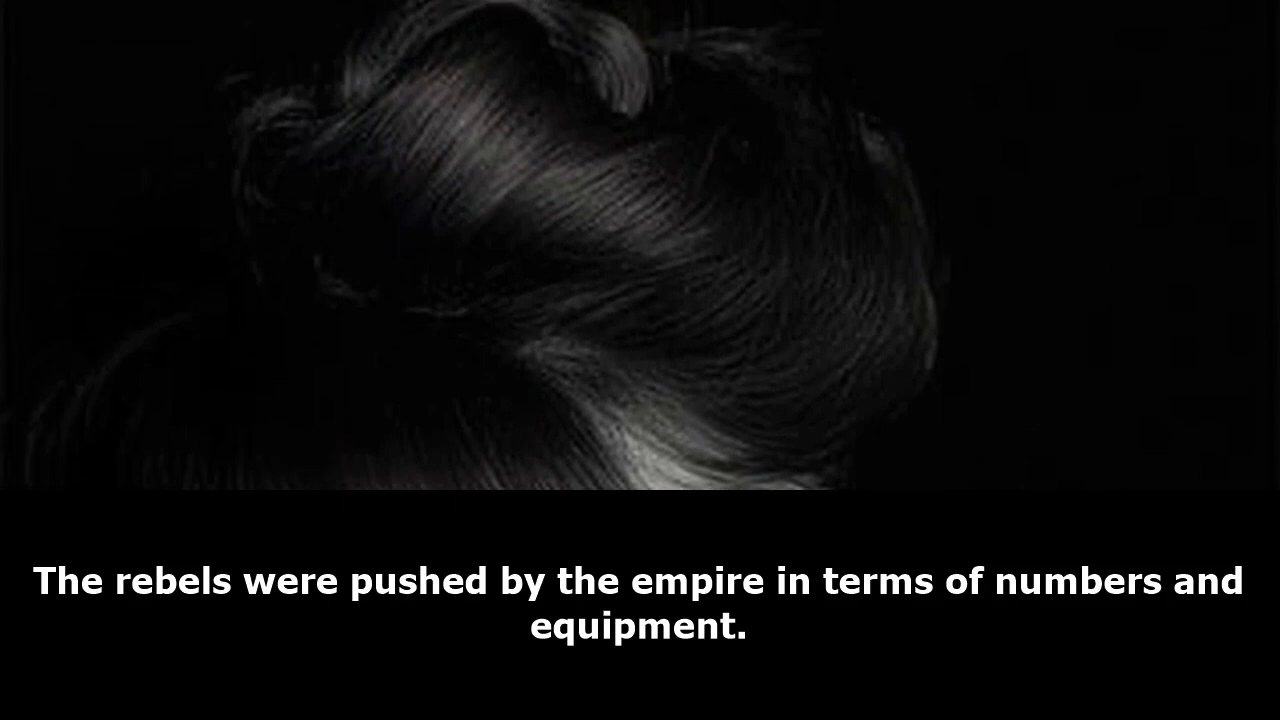 The rebels were pushed by the empire in terms of numbers and
equipment.